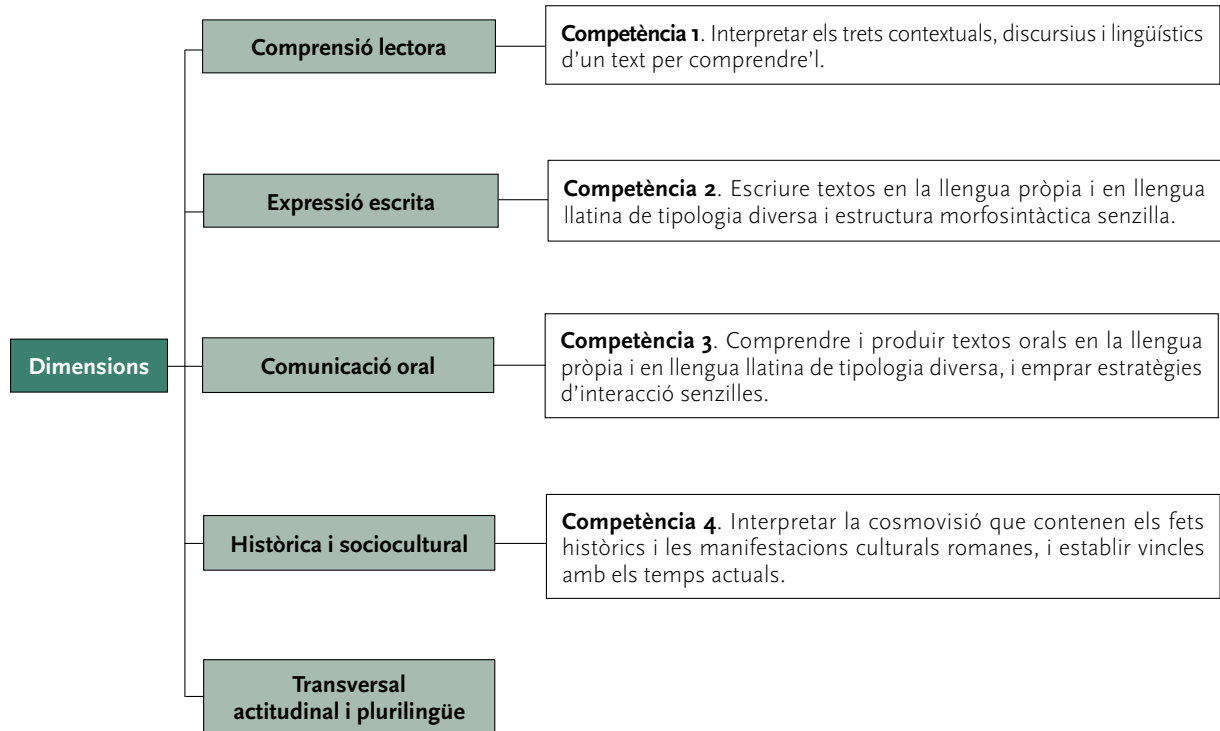 Comprensió lectora
Competència 1. Interpretar els trets contextuals, discursius i lingüístics
d’un text per comprendre’l.
Expressió escrita
Competència 2. Escriure textos en la llengua pròpia i en llengua
llatina de tipologia diversa i estructura morfosintàctica senzilla.
Dimensions
Comunicació oral
Competència 3. Comprendre i produir textos orals en la llengua
pròpia i en llengua llatina de tipologia diversa, i emprar estratègies
d’interacció senzilles.
Històrica i sociocultural
Competència 4. Interpretar la cosmovisió que contenen els fets
històrics i les manifestacions culturals romanes, i establir vincles
amb els temps actuals.
Transversal
actitudinal i plurilingüe